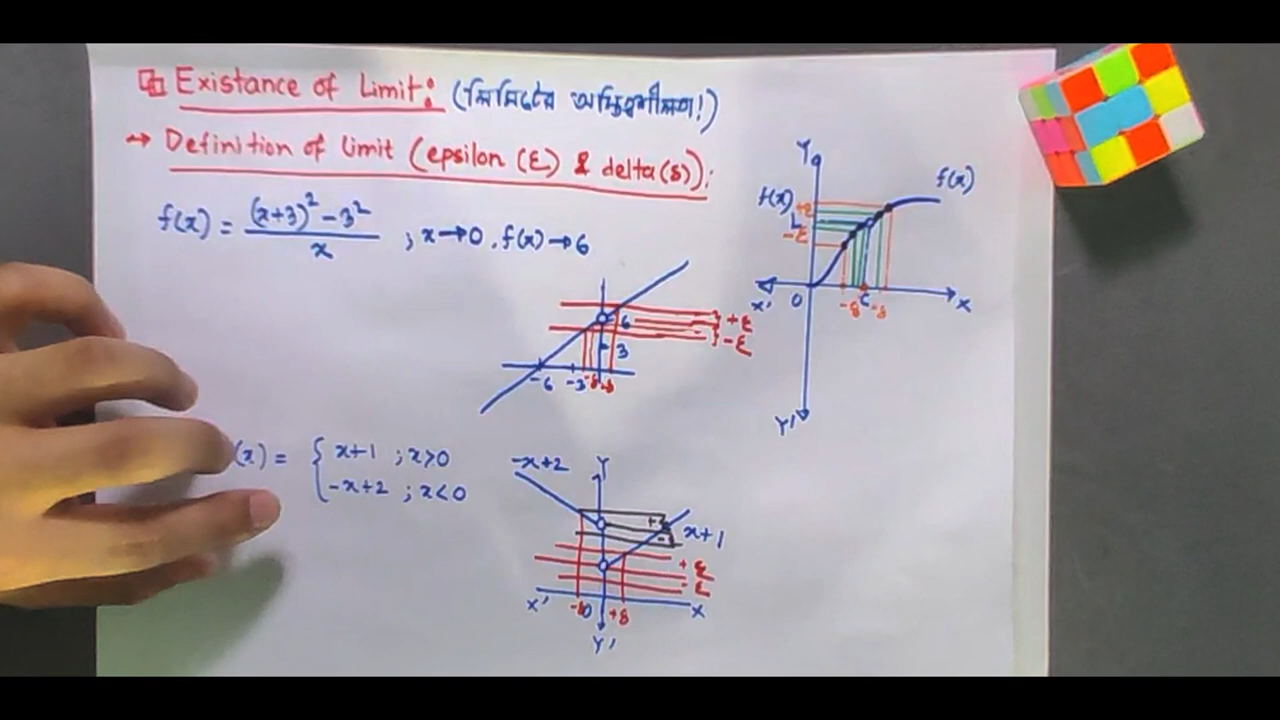 Existance of Limit: (লিমিটের অস্তিত্বশীলতা!)
→ Definition of limit (epsilon (ε) & delta(δ)):
f(x) = ((x+3)² - 3²)/x ; x→0, f(x)→6
Y
f(x)
f(x)
+ε
L
-ε
X'
O
-δ
C
-δ
X
Y'
6
+ε
-ε
3
-6
-3
-δ
(x) = { x+1 ; x>0
-x+2 ; x<0
-x+2
Y
x+1
+ε
-ε
X'
+δ
X
Y'